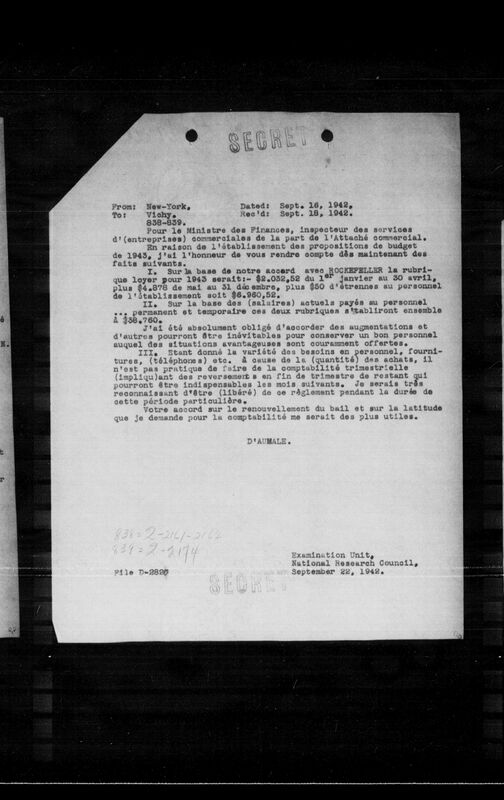 SECRET
From: New-York, Dated: Sept. 16, 1942.
To: Vichy. Rec'd: Sept. 18, 1942.
838-839.
Pour le Ministre des Finances, inspecteur des services
d'(entreprises) commerciales de la part de l'Attaché commercial.
En raison de l'établissement des propositions de budget
de 1943, j'ai l'honneur de vous rendre compte dès maintenant des
faits suivants.
I. Sur la base de notre accord avec ROCKEFELLER la rubri-
que loyer pour 1943 serait:- $2.032,52 du 1er janvier au 30 avril,
plus $4.878 de mai au 31 décembre, plus $50 d'étrennes au personnel
de l'établissement soit $6.960,52.
II. Sur la base des (salaires) actuels payés au personnel
... permanent et temporaire ces deux rubriques s'tabliront ensemble
à $38.760.
J'ai été absolument obligé d'accorder des augmentations et
d'autres pourront être inévitables pour conserver un bon personnel
auquel des situations avantageuses sont couramment offertes.
III. Etant donné la variété des besoins en personnel, fourni-
tures, (téléphones) etc. à cause de la (quantité) des achats, il
n'est pas pratique de faire de la comptabilité trimestrielle
(impliqu)ant des reversements en fin de trimestre de restant qui
pourront être indispensables les mois suivants. Je serais très
reconnaissant d'être (libéré) de ce règlement pendant la durée de
cette période particulière.
Votre accord sur le renouvellement du bail et sur la latitude
que je demande pour la comptabilité me serait des plus utiles.
D'AUMALE.
838 = 2-2161-2162
839 = 2-2174
Examination Unit,
National Research Council,
File D-2826 September 22, 1942.
SECRET